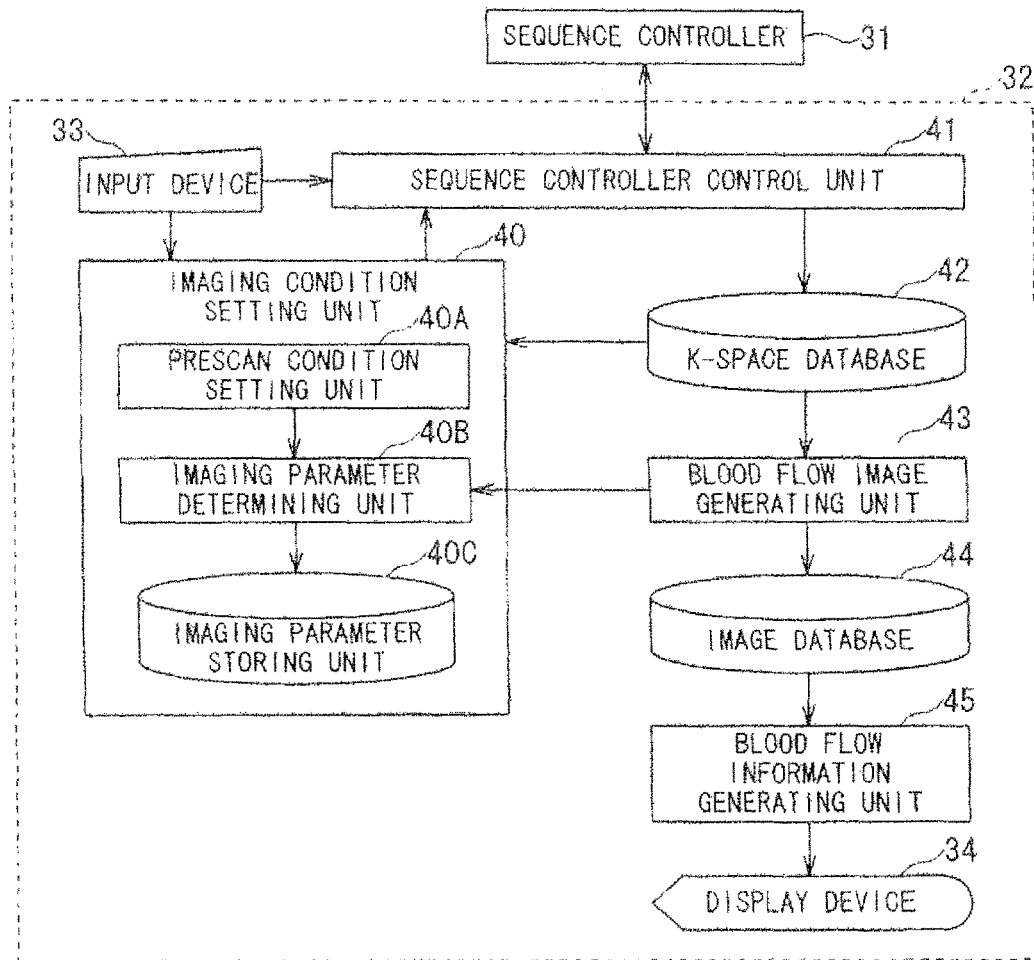 SEQUENCE CONTROLLER
31
32
33
INPUT DEVICE
41
SEQUENCE CONTROLLER CONTROL UNIT
40
IMAGING CONDITION
SETTING UNIT
40A
PRESCAN CONDITION
SETTING UNIT
40B
IMAGING PARAMETER
DETERMINING UNIT
40C
IMAGING PARAMETER
STORING UNIT
42
K-SPACE DATABASE
43
BLOOD FLOW IMAGE
GENERATING UNIT
44
IMAGE DATABASE
45
BLOOD FLOW
INFORMATION
GENERATING UNIT
34
DISPLAY DEVICE